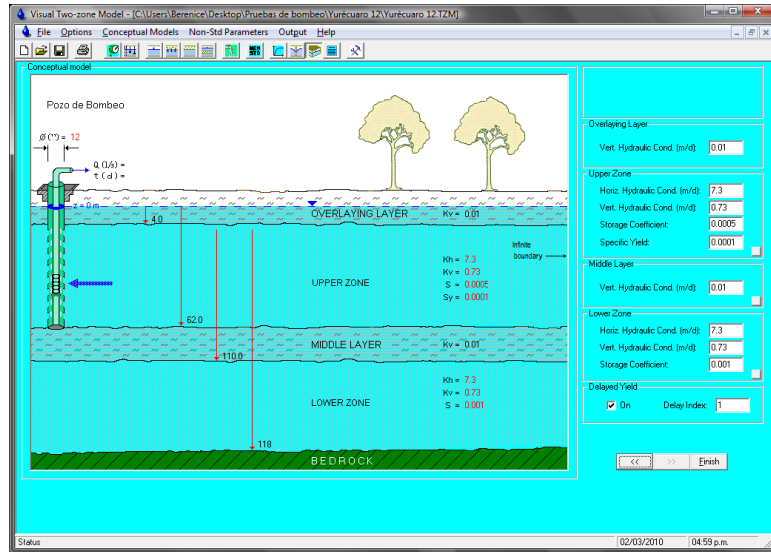 Visual Two-zone Model - [C:\Users\Berenice\Desktop\Pruebas de bombeo\Yurécuaro 12\Yurécuaro 12.TZM]
File Options Conceptual Models Non-Std Parameters Output Help
Conceptual model
Pozo de Bombeo
Ø ('') = 12
Q (l/s) =
t ( d ) =
z = 0 m
4.0
OVERLAYING LAYER Kv = 0.01
Infinite
boundary
UPPER ZONE
Kh = 7.3
Kv = 0.73
S = 0.0005
Sy = 0.0001
62.0
MIDDLE LAYER Kv = 0.01
110.0
LOWER ZONE
Kh = 7.3
Kv = 0.73
S = 0.001
118
BEDROCK
Overlaying Layer
Vert. Hydraulic Cond. (m/d): 0.01
Upper Zone
Horiz. Hydraulic Cond. (m/d): 7.3
Vert. Hydraulic Cond. (m/d): 0.73
Storage Coefficient: 0.0005
Specific Yield: 0.0001
Middle Layer
Vert. Hydraulic Cond. (m/d): 0.01
Lower Zone
Horiz. Hydraulic Cond. (m/d): 7.3
Vert. Hydraulic Cond. (m/d): 0.73
Storage Coefficient: 0.001
Delayed Yield
On Delay Index: 1
<< >> Finish
Status 02/03/2010 04:59 p.m.